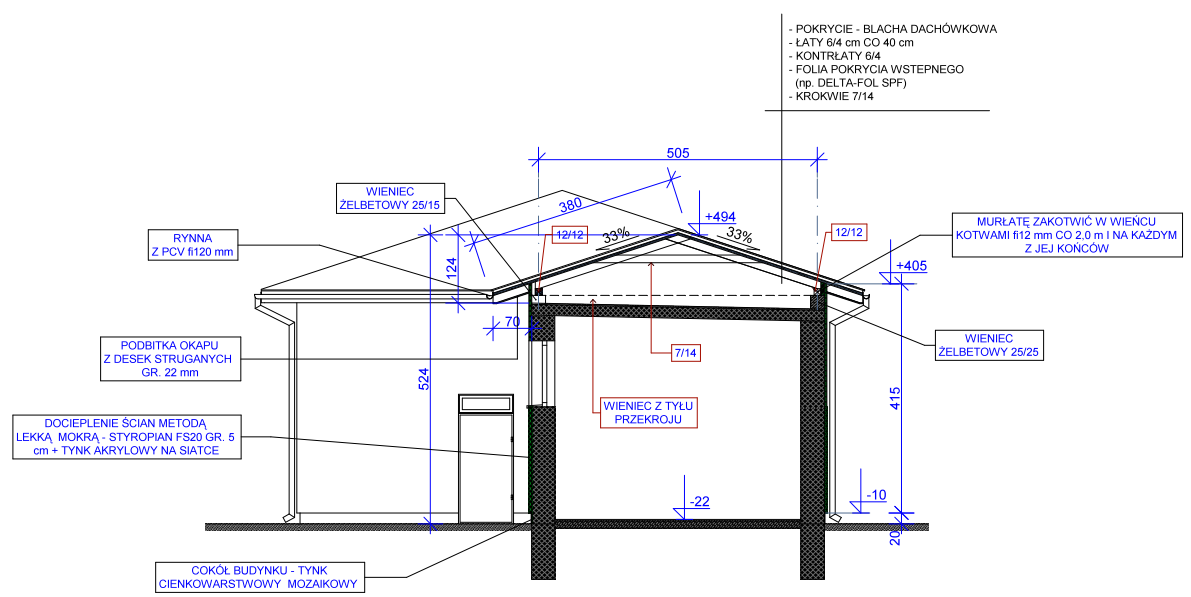 - POKRYCIE - BLACHA DACHÓWKOWA
- ŁATY 6/4 cm CO 40 cm
- KONTRŁATY 6/4
- FOLIA POKRYCIA WSTEPNEGO
(np. DELTA-FOL SPF)
- KROKWIE 7/14
505
WIENIEC
ŻELBETOWY 25/15
380
+494
33%
33%
12/12
12/12
RYNNA
Z PCV fi120 mm
MURŁATĘ ZAKOTWIĆ W WIEŃCU
KOTWAMI fi12 mm CO 2,0 m I NA KAŻDYM
Z JEJ KOŃCÓW
124
+405
70
PODBITKA OKAPU
Z DESEK STRUGANYCH
GR. 22 mm
7/14
WIENIEC
ŻELBETOWY 25/25
524
415
WIENIEC Z TYŁU
PRZEKROJU
DOCIEPLENIE ŚCIAN METODĄ
LEKKĄ MOKRĄ - STYROPIAN FS20 GR. 5
cm + TYNK AKRYLOWY NA SIATCE
-22
-10
20
COKÓŁ BUDYNKU - TYNK
CIENKOWARSTWOWY MOZAIKOWY